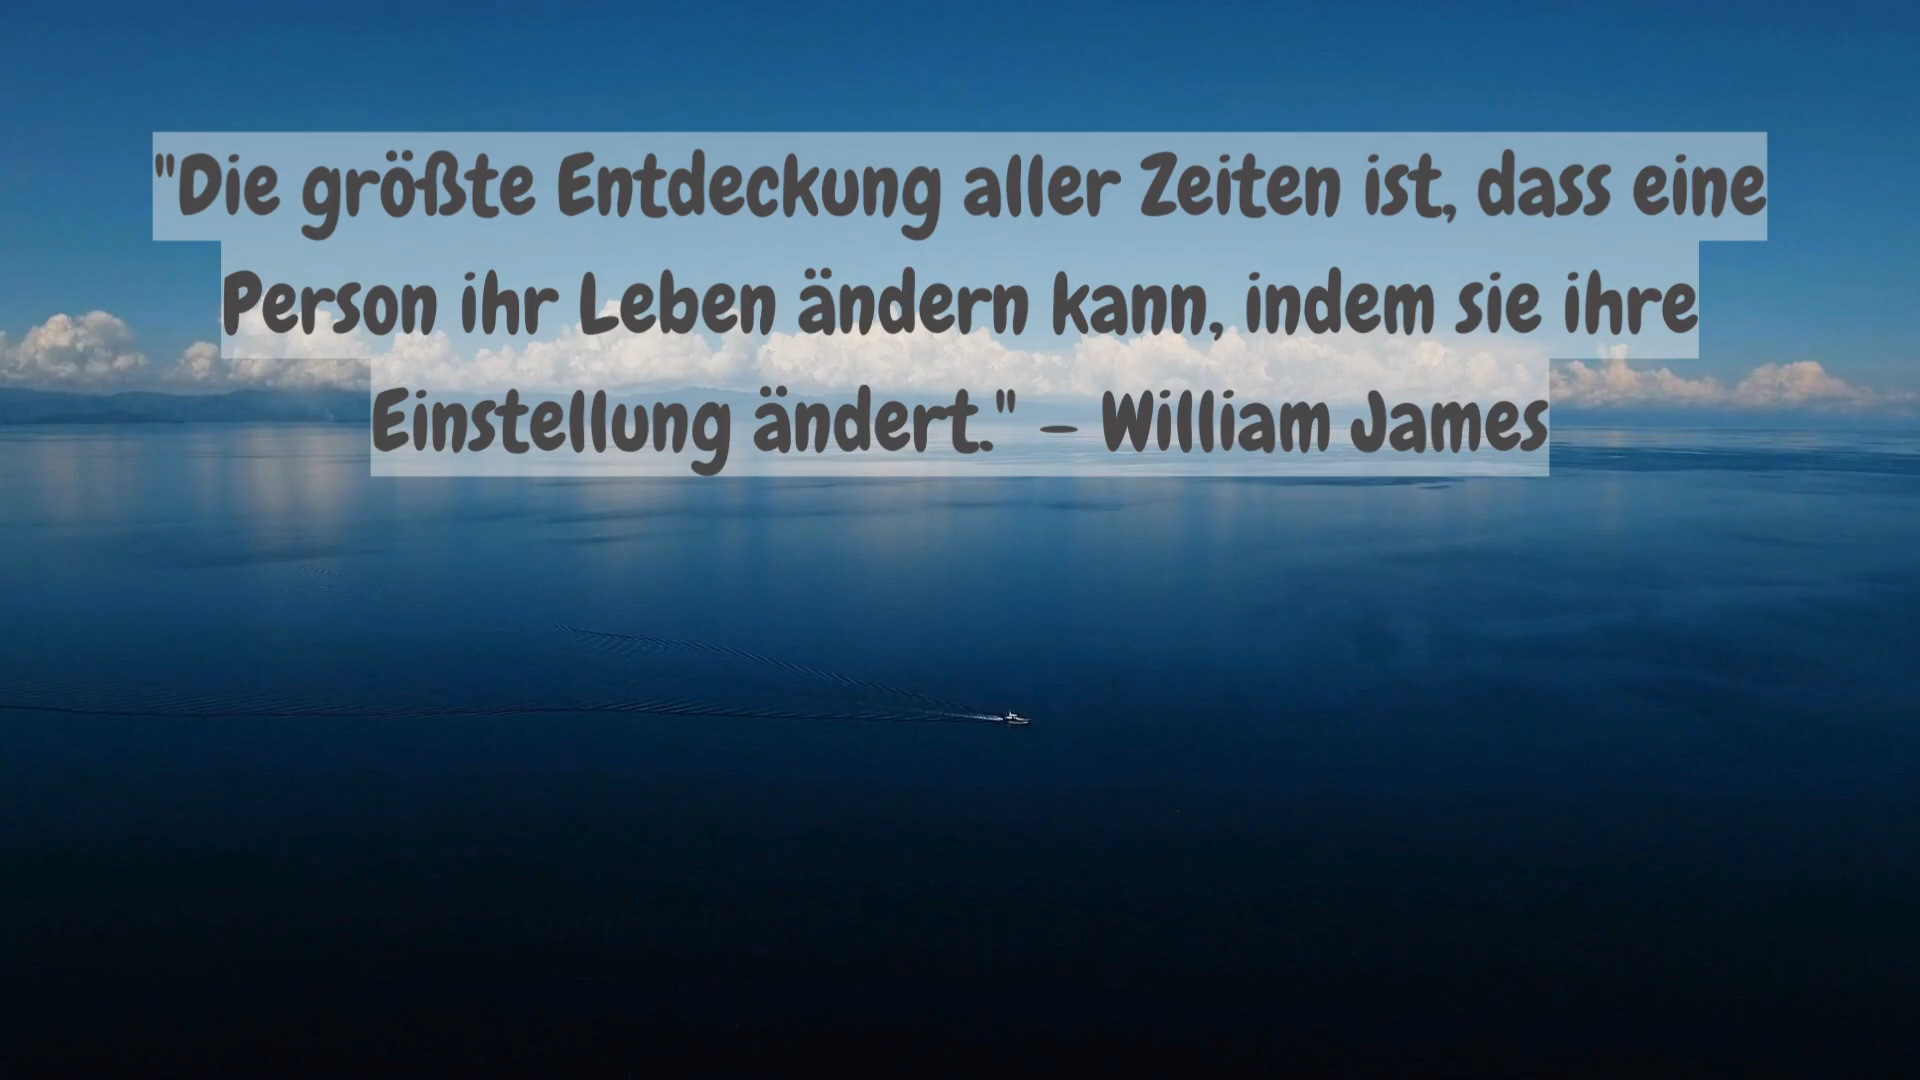 "Die größte Entdeckung aller Zeiten ist, dass eine
Person ihr Leben ändern kann, indem sie ihre
Einstellung ändert." - William James